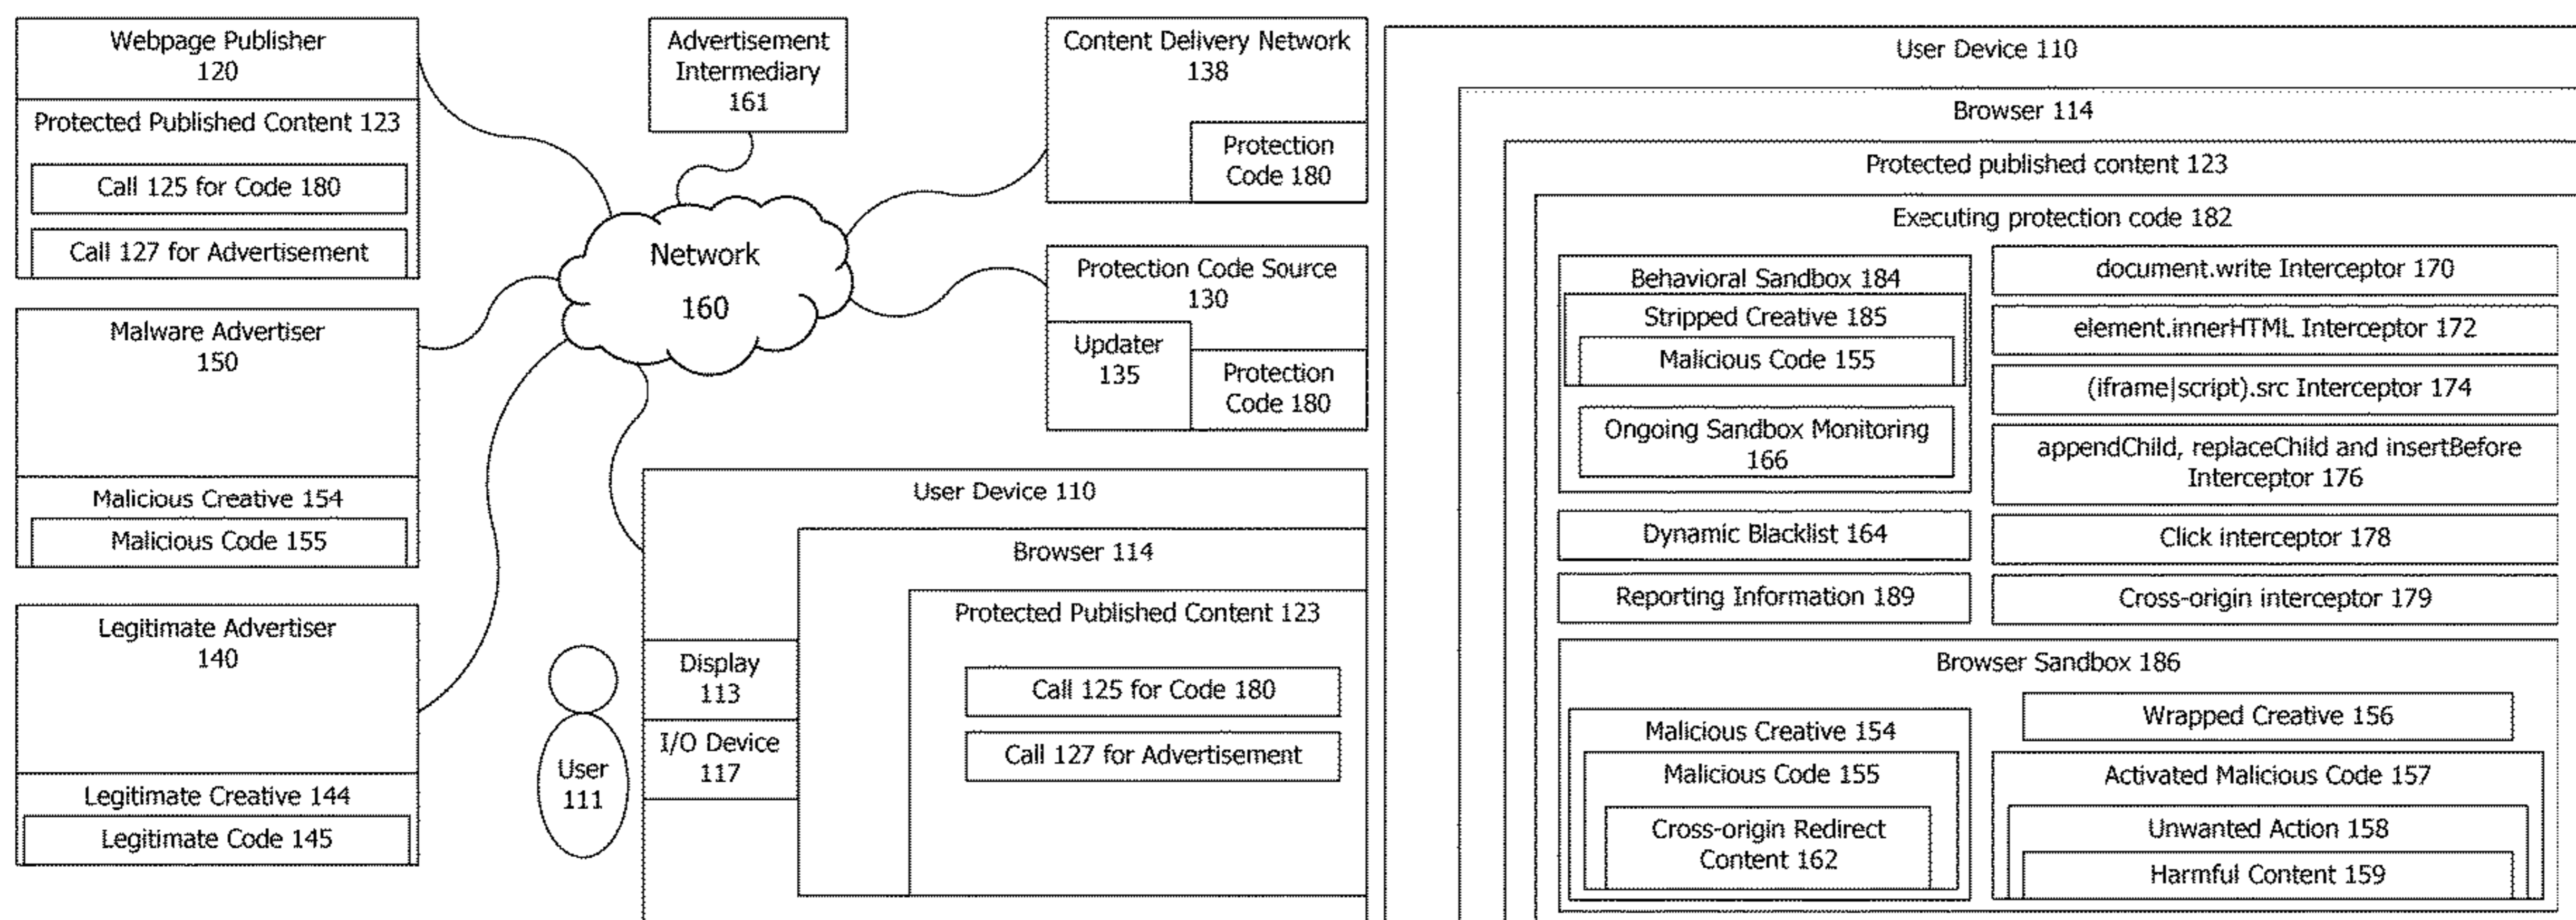 Webpage Publisher
120
Protected Published Content 123
Call 125 for Code 180
Call 127 for Advertisement
Malware Advertiser
150
Malicious Creative 154
Malicious Code 155
Legitimate Advertiser
140
Legitimate Creative 144
Legitimate Code 145
Advertisement
Intermediary
161
Network
160
Content Delivery Network
138
Protection
Code 180
Protection Code Source
130
Updater
135
Protection
Code 180
User
111
User Device 110
Display
113
I/O Device
117
Browser 114
Protected Published Content 123
Call 125 for Code 180
Call 127 for Advertisement
User Device 110
Browser 114
Protected published content 123
Executing protection code 182
Behavioral Sandbox 184
Stripped Creative 185
Malicious Code 155
Ongoing Sandbox Monitoring
166
Dynamic Blacklist 164
Reporting Information 189
document.write Interceptor 170
element.innerHTML Interceptor 172
(iframe|script).src Interceptor 174
appendChild, replaceChild and insertBefore
Interceptor 176
Click interceptor 178
Cross-origin interceptor 179
Browser Sandbox 186
Malicious Creative 154
Malicious Code 155
Cross-origin Redirect
Content 162
Wrapped Creative 156
Activated Malicious Code 157
Unwanted Action 158
Harmful Content 159